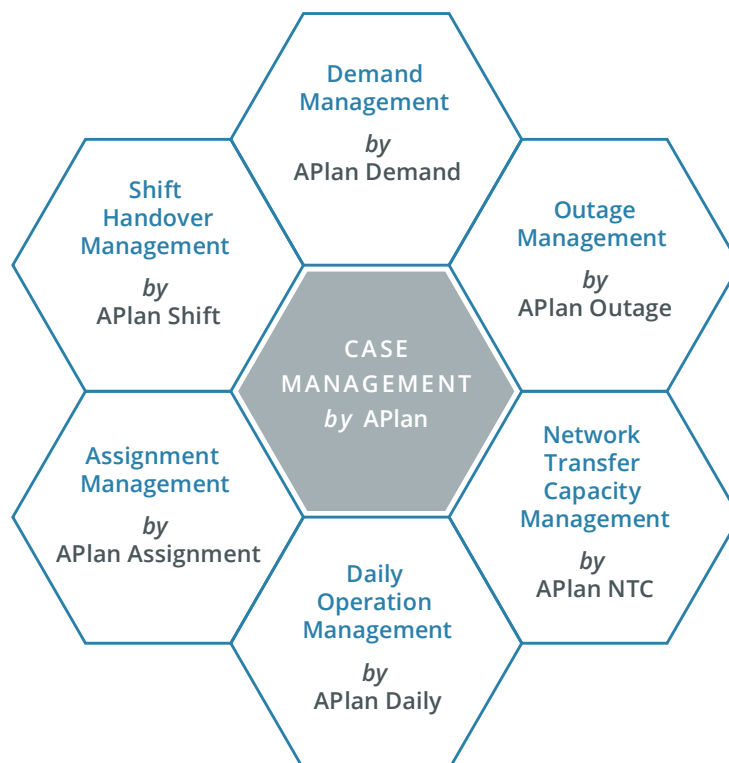 Demand
Management
by
APlan Demand
Shift
Handover
Management
by
APlan Shift
Outage
Management
by
APlan Outage
CASE
MANAGEMENT
by APlan
Assignment
Management
by
APlan Assignment
Network
Transfer
Capacity
Management
by
APlan NTC
Daily
Operation
Management
by
APlan Daily